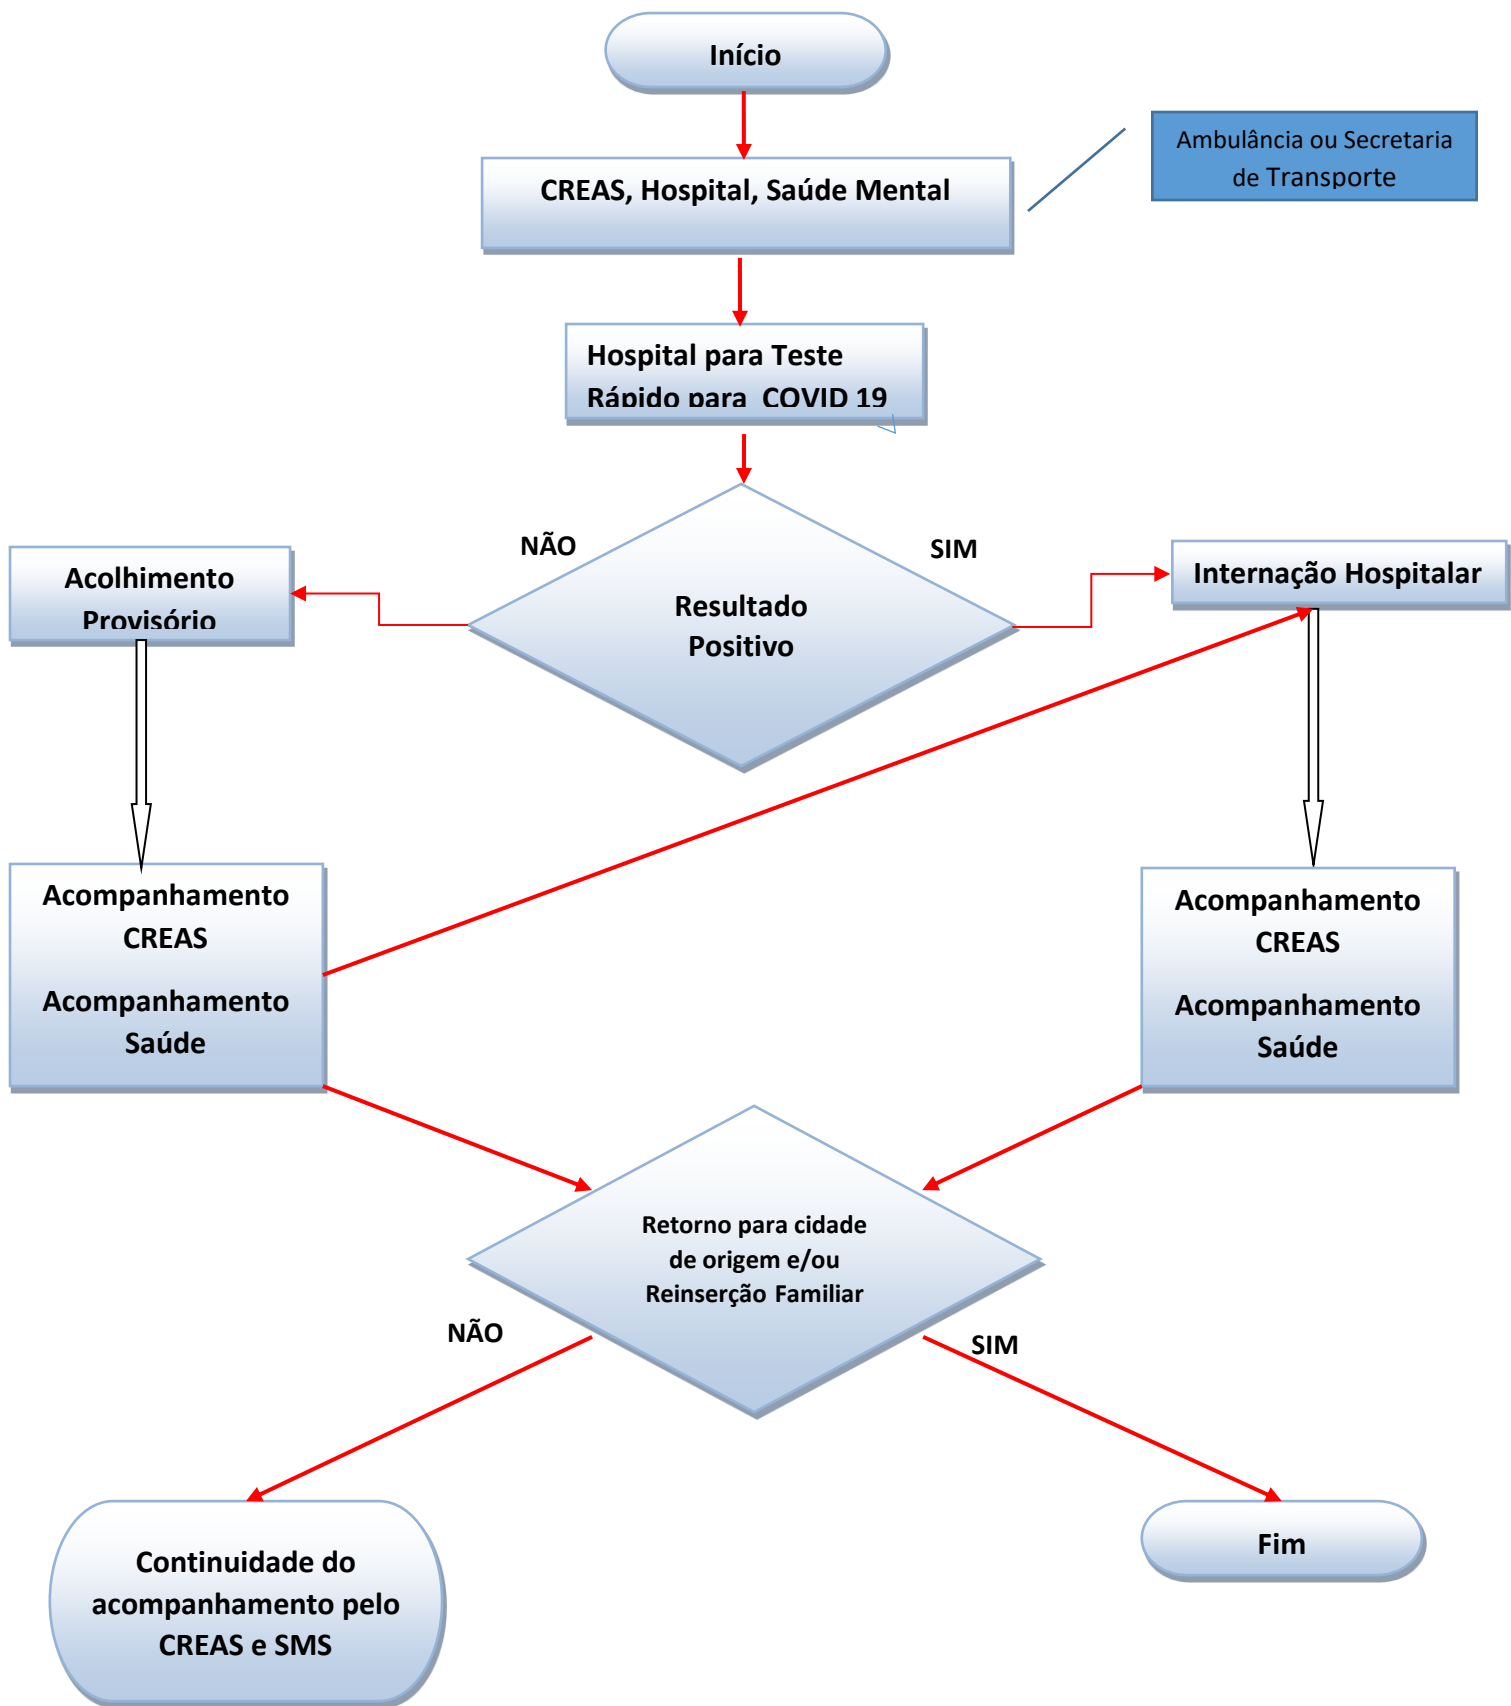 Início
CREAS, Hospital, Saúde Mental
Ambulância ou Secretaria
de Transporte
Hospital para Teste
Rápido para COVID 19
NÃO
SIM
Acolhimento
Provisório
Resultado
Positivo
Internação Hospitalar
Acompanhamento
CREAS
Acompanhamento
Saúde
Acompanhamento
CREAS
Acompanhamento
Saúde
Retorno para cidade
de origem e/ou
Reinserção Familiar
NÃO
SIM
Continuidade do
acompanhamento pelo
CREAS e SMS
Fim